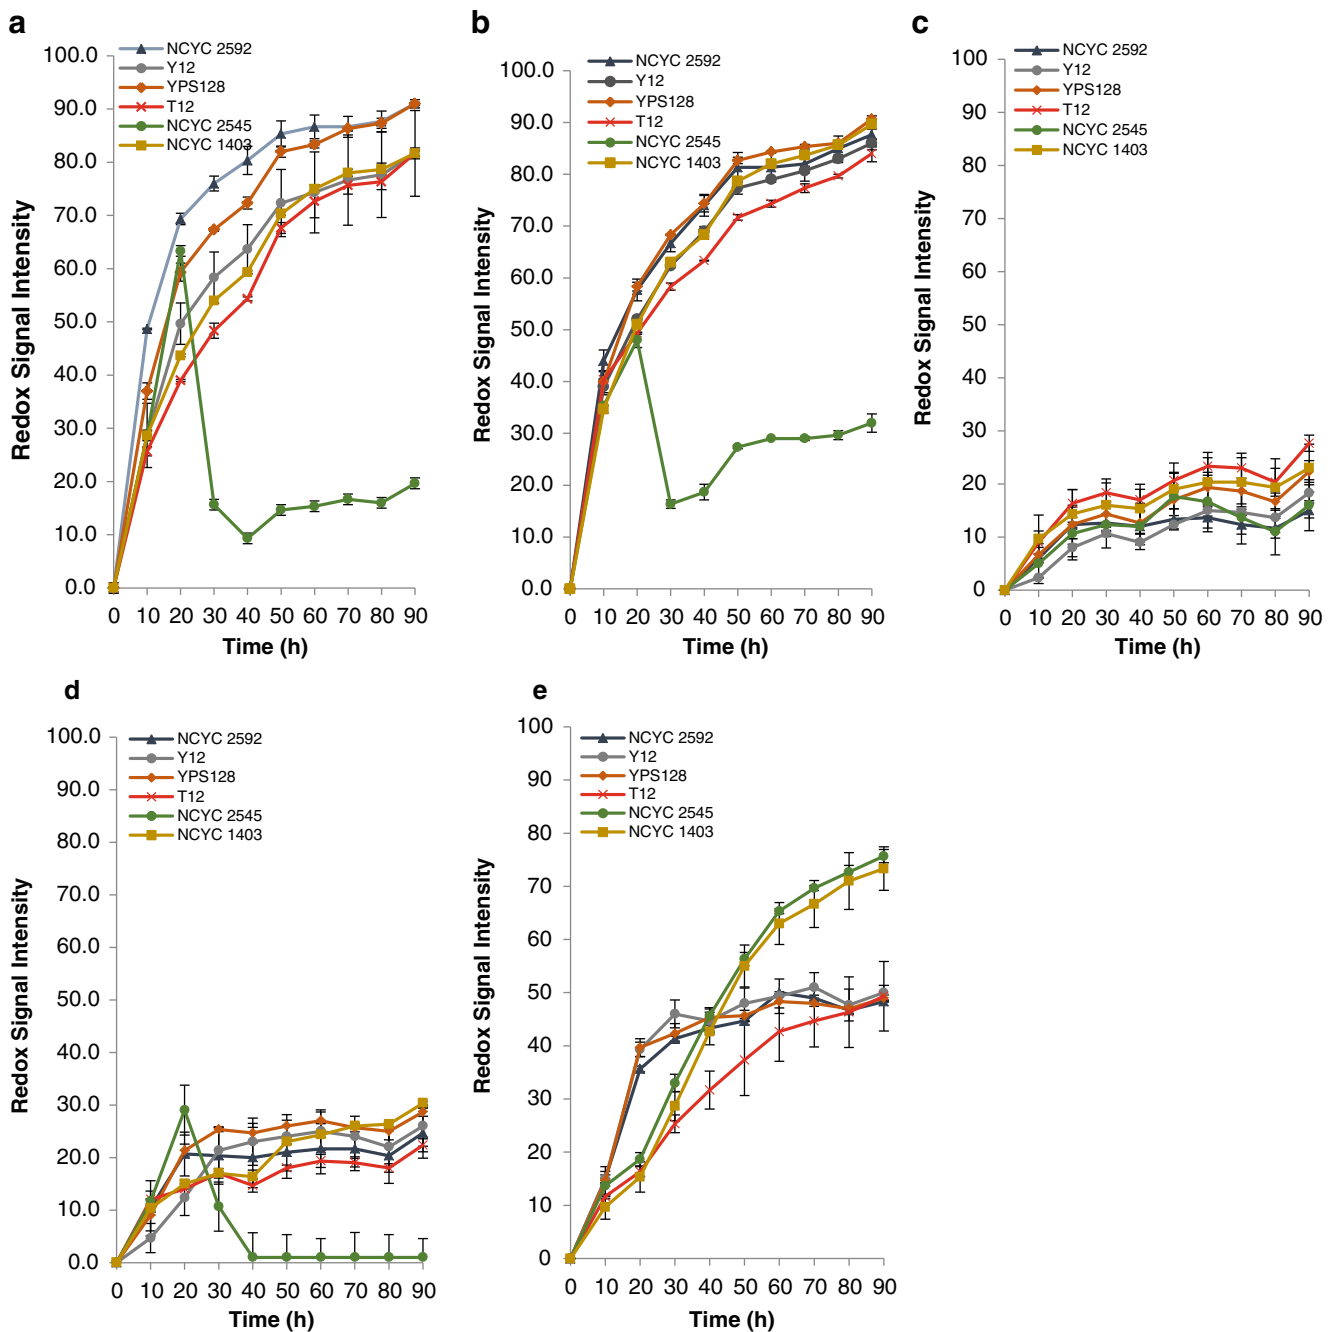 a
NCYC 2592
Y12
YPS128
T12
NCYC 2545
NCYC 1403
100.0
90.0
80.0
70.0
60.0
50.0
40.0
30.0
20.0
10.0
0.0
Redox Signal Intensity
0 10 20 30 40 50 60 70 80 90
Time (h)
b
NCYC 2592
Y12
YPS128
T12
NCYC 2545
NCYC 1403
100.0
90.0
80.0
70.0
60.0
50.0
40.0
30.0
20.0
10.0
0.0
Redox Signal Intensity
0 10 20 30 40 50 60 70 80 90
Time (h)
c
NCYC 2592
Y12
YPS128
T12
NCYC 2545
NCYC 1403
100
90
80
70
60
50
40
30
20
10
0
Redox Signal Intensity
0 10 20 30 40 50 60 70 80 90
Time (h)
d
NCYC 2592
Y12
YPS128
T12
NCYC 2545
NCYC 1403
100.0
90.0
80.0
70.0
60.0
50.0
40.0
30.0
20.0
10.0
0.0
Redox Signal Intensity
0 10 20 30 40 50 60 70 80 90
Time (h)
e
NCYC 2592
Y12
YPS128
T12
NCYC 2545
NCYC 1403
100
90
80
70
60
50
40
30
20
10
0
Redox Signal Intensity
0 10 20 30 40 50 60 70 80 90
Time (h)